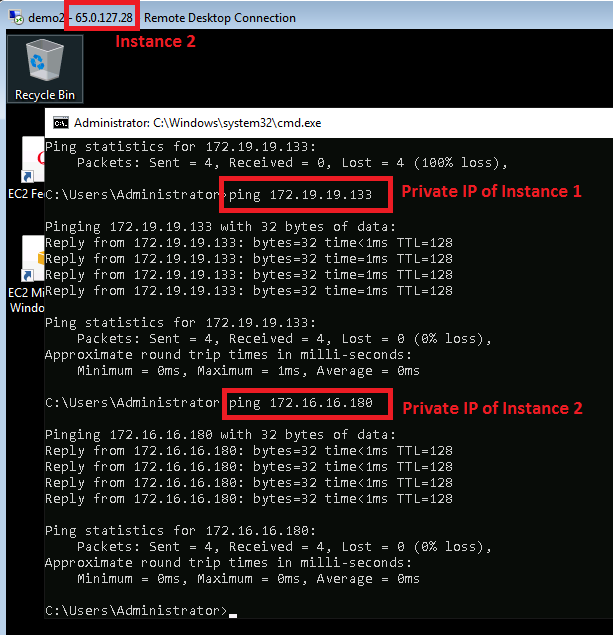 demo2 - 65.0.127.28 Remote Desktop Connection
Instance 2
Recycle Bin
Administrator: C:\Windows\system32\cmd.exe
Ping statistics for 172.19.19.133:
Packets: Sent = 4, Received = 0, Lost = 4 (100% loss),
EC2 Fe
C:\Users\Administrator>ping 172.19.19.133
Private IP of Instance 1
Pinging 172.19.19.133 with 32 bytes of data:
Reply from 172.19.19.133: bytes=32 time<1ms TTL=128
Reply from 172.19.19.133: bytes=32 time=1ms TTL=128
Reply from 172.19.19.133: bytes=32 time=1ms TTL=128
Reply from 172.19.19.133: bytes=32 time<1ms TTL=128
EC2 Mi
Windo
Ping statistics for 172.19.19.133:
Packets: Sent = 4, Received = 4, Lost = 0 (0% loss),
Approximate round trip times in milli-seconds:
Minimum = 0ms, Maximum = 1ms, Average = 0ms
C:\Users\Administrator>ping 172.16.16.180
Private IP of Instance 2
Pinging 172.16.16.180 with 32 bytes of data:
Reply from 172.16.16.180: bytes=32 time<1ms TTL=128
Reply from 172.16.16.180: bytes=32 time<1ms TTL=128
Reply from 172.16.16.180: bytes=32 time<1ms TTL=128
Reply from 172.16.16.180: bytes=32 time<1ms TTL=128
Ping statistics for 172.16.16.180:
Packets: Sent = 4, Received = 4, Lost = 0 (0% loss),
Approximate round trip times in milli-seconds:
Minimum = 0ms, Maximum = 0ms, Average = 0ms
C:\Users\Administrator>